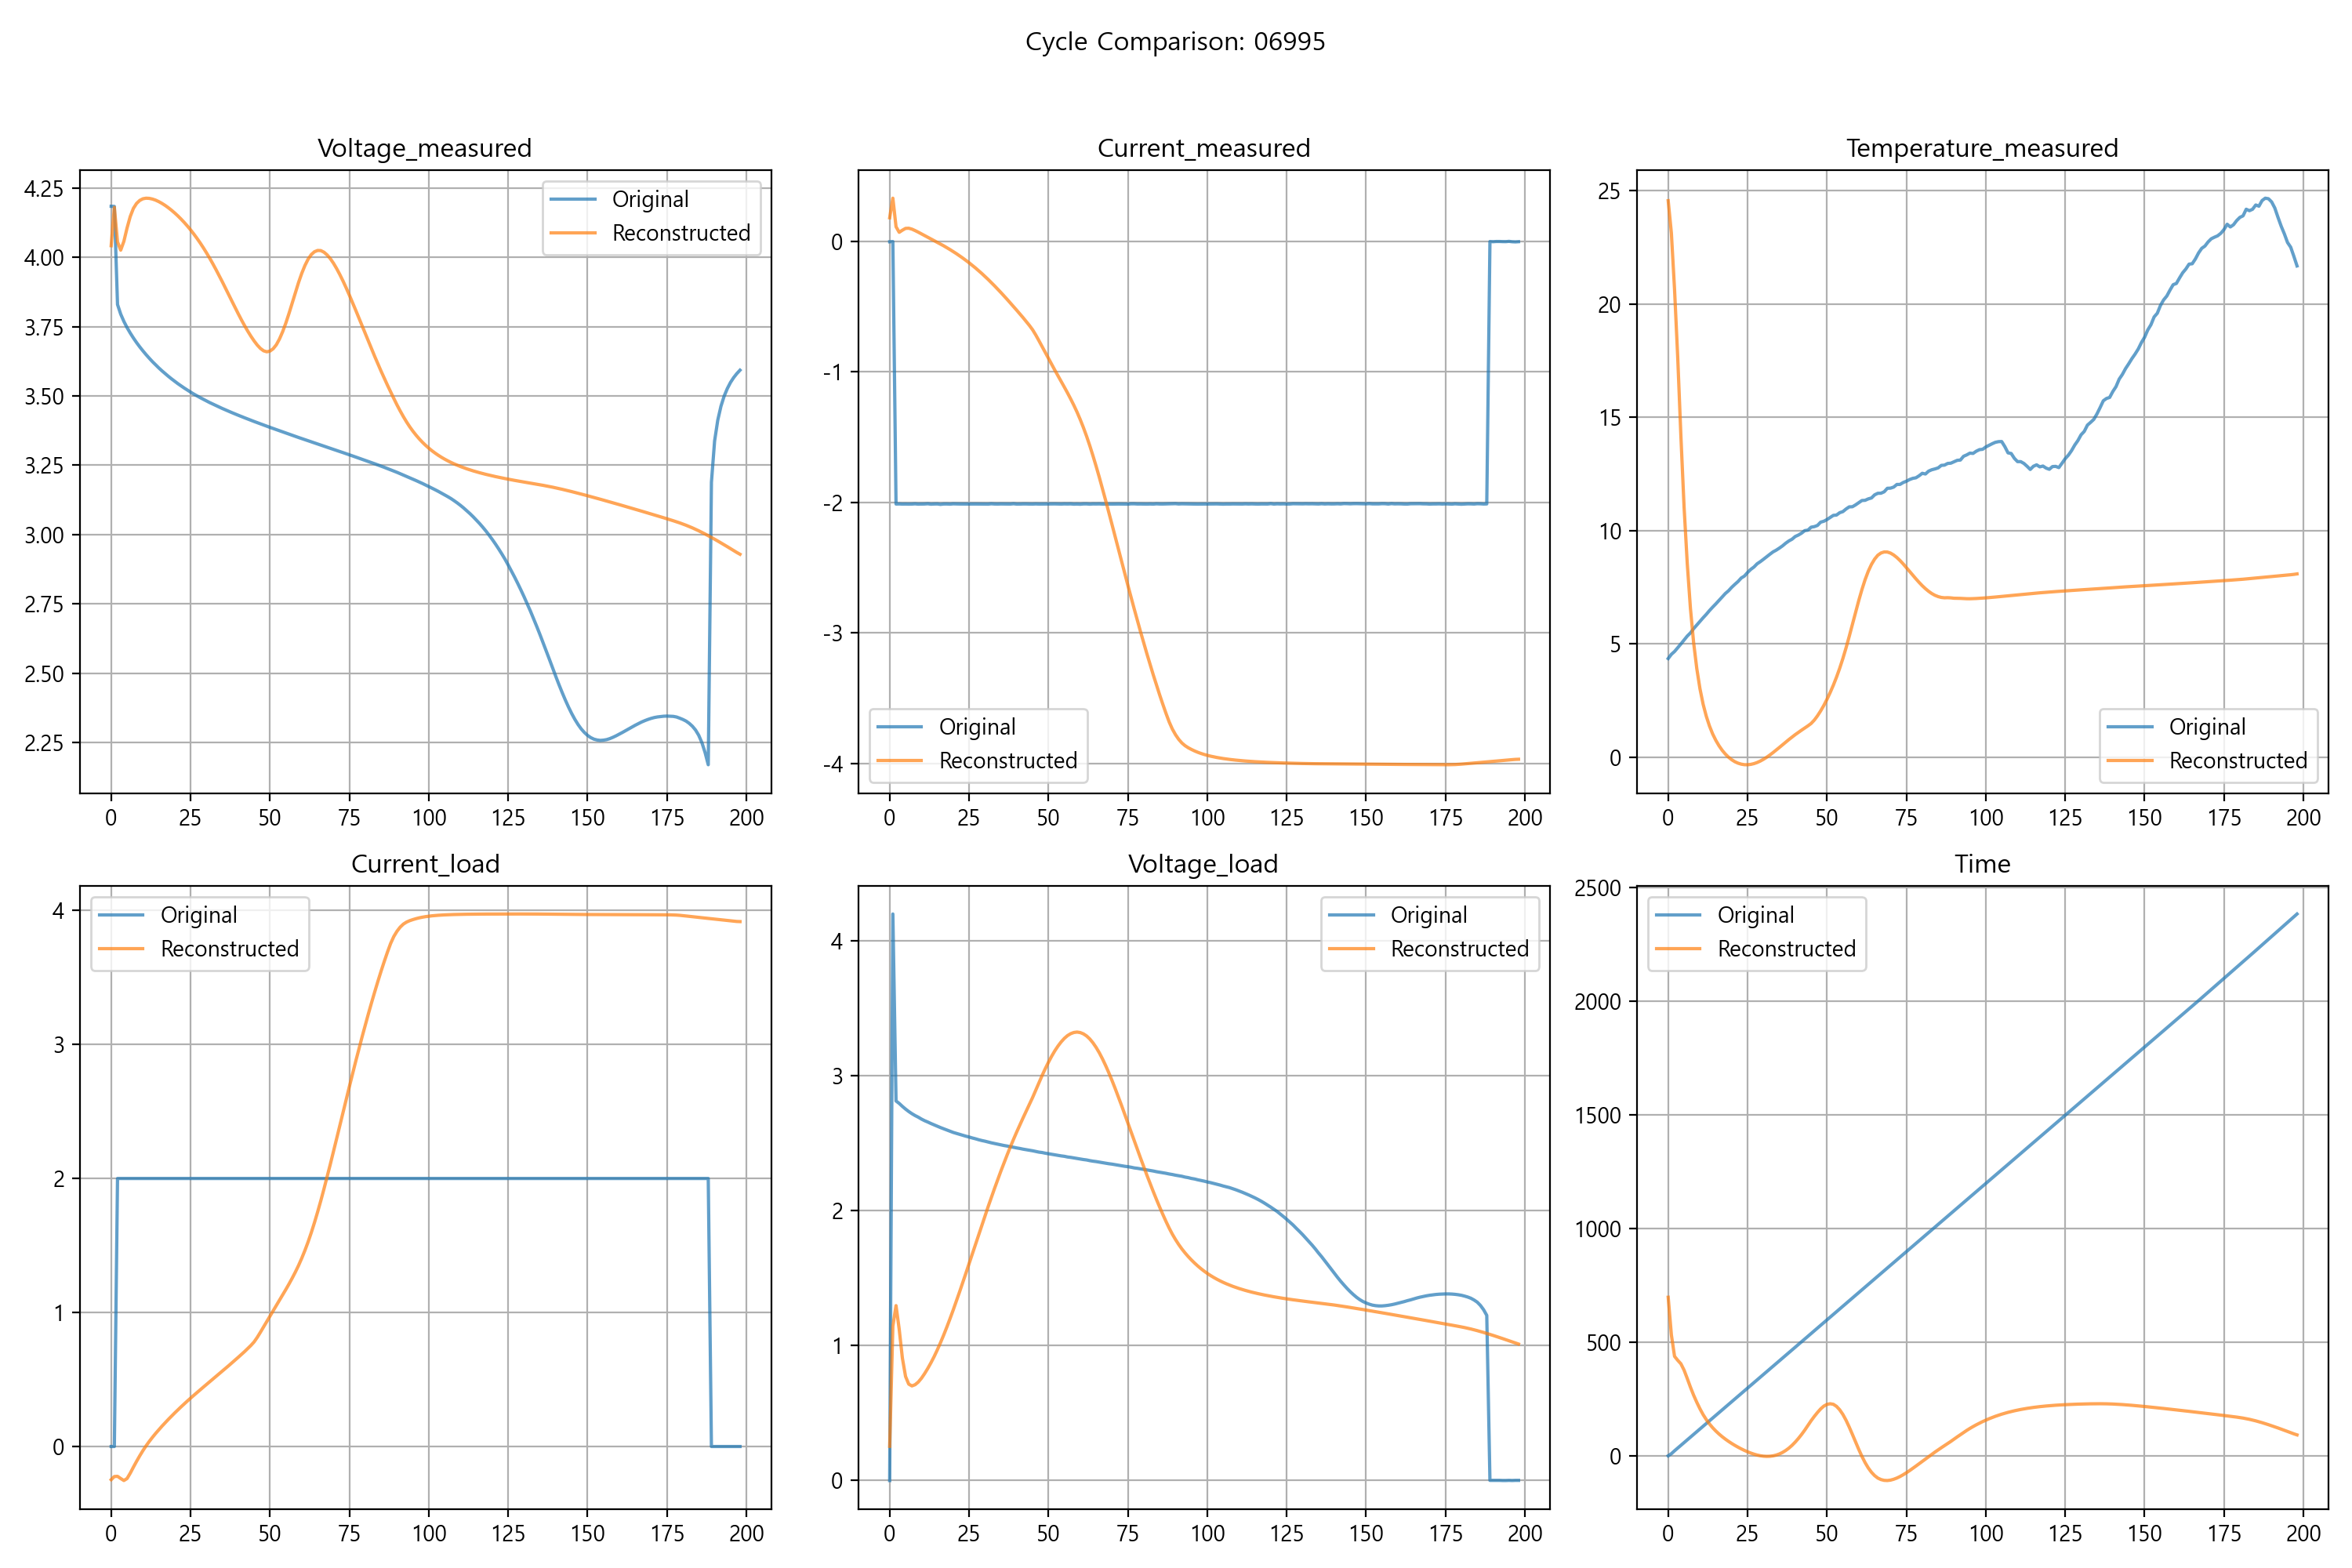 Cycle Comparison: 06995
Voltage_measured
Original
Reconstructed
4.25
4.00
3.75
3.50
3.25
3.00
2.75
2.50
2.25
0 25 50 75 100 125 150 175 200
Current_measured
Original
Reconstructed
0
-1
-2
-3
-4
0 25 50 75 100 125 150 175 200
Temperature_measured
Original
Reconstructed
25
20
15
10
5
0
0 25 50 75 100 125 150 175 200
Current_load
Original
Reconstructed
4
3
2
1
0
0 25 50 75 100 125 150 175 200
Voltage_load
Original
Reconstructed
4
3
2
1
0
0 25 50 75 100 125 150 175 200
Time
Original
Reconstructed
2500
2000
1500
1000
500
0
0 25 50 75 100 125 150 175 200